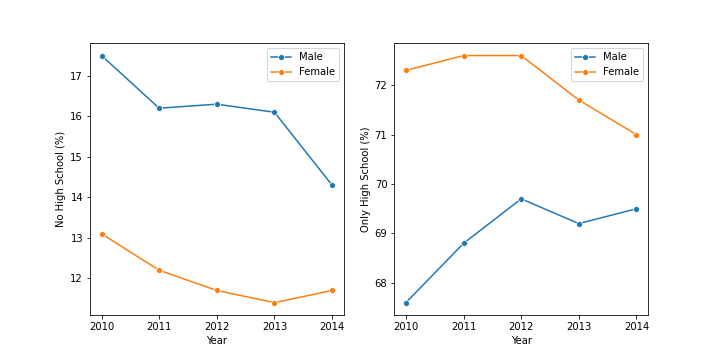 No High School (%)
17
16
15
14
13
12
2010 2011 2012 2013 2014
Year
Male
Female
Only High School (%)
72
71
70
69
68
2010 2011 2012 2013 2014
Year
Male
Female